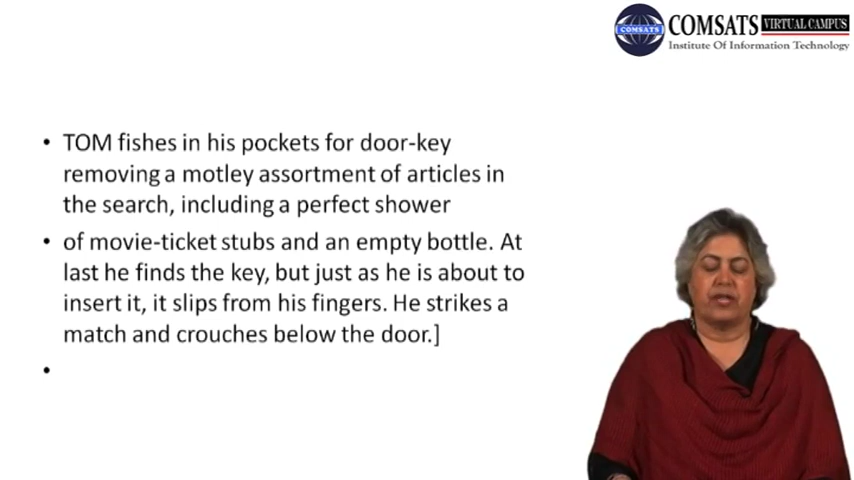 COMSATS
COMSATS VIRTUAL CAMPUS
Institute Of Information Technology
• TOM fishes in his pockets for door-key
removing a motley assortment of articles in
the search, including a perfect shower
• of movie-ticket stubs and an empty bottle. At
last he finds the key, but just as he is about to
insert it, it slips from his fingers. He strikes a
match and crouches below the door.]
•